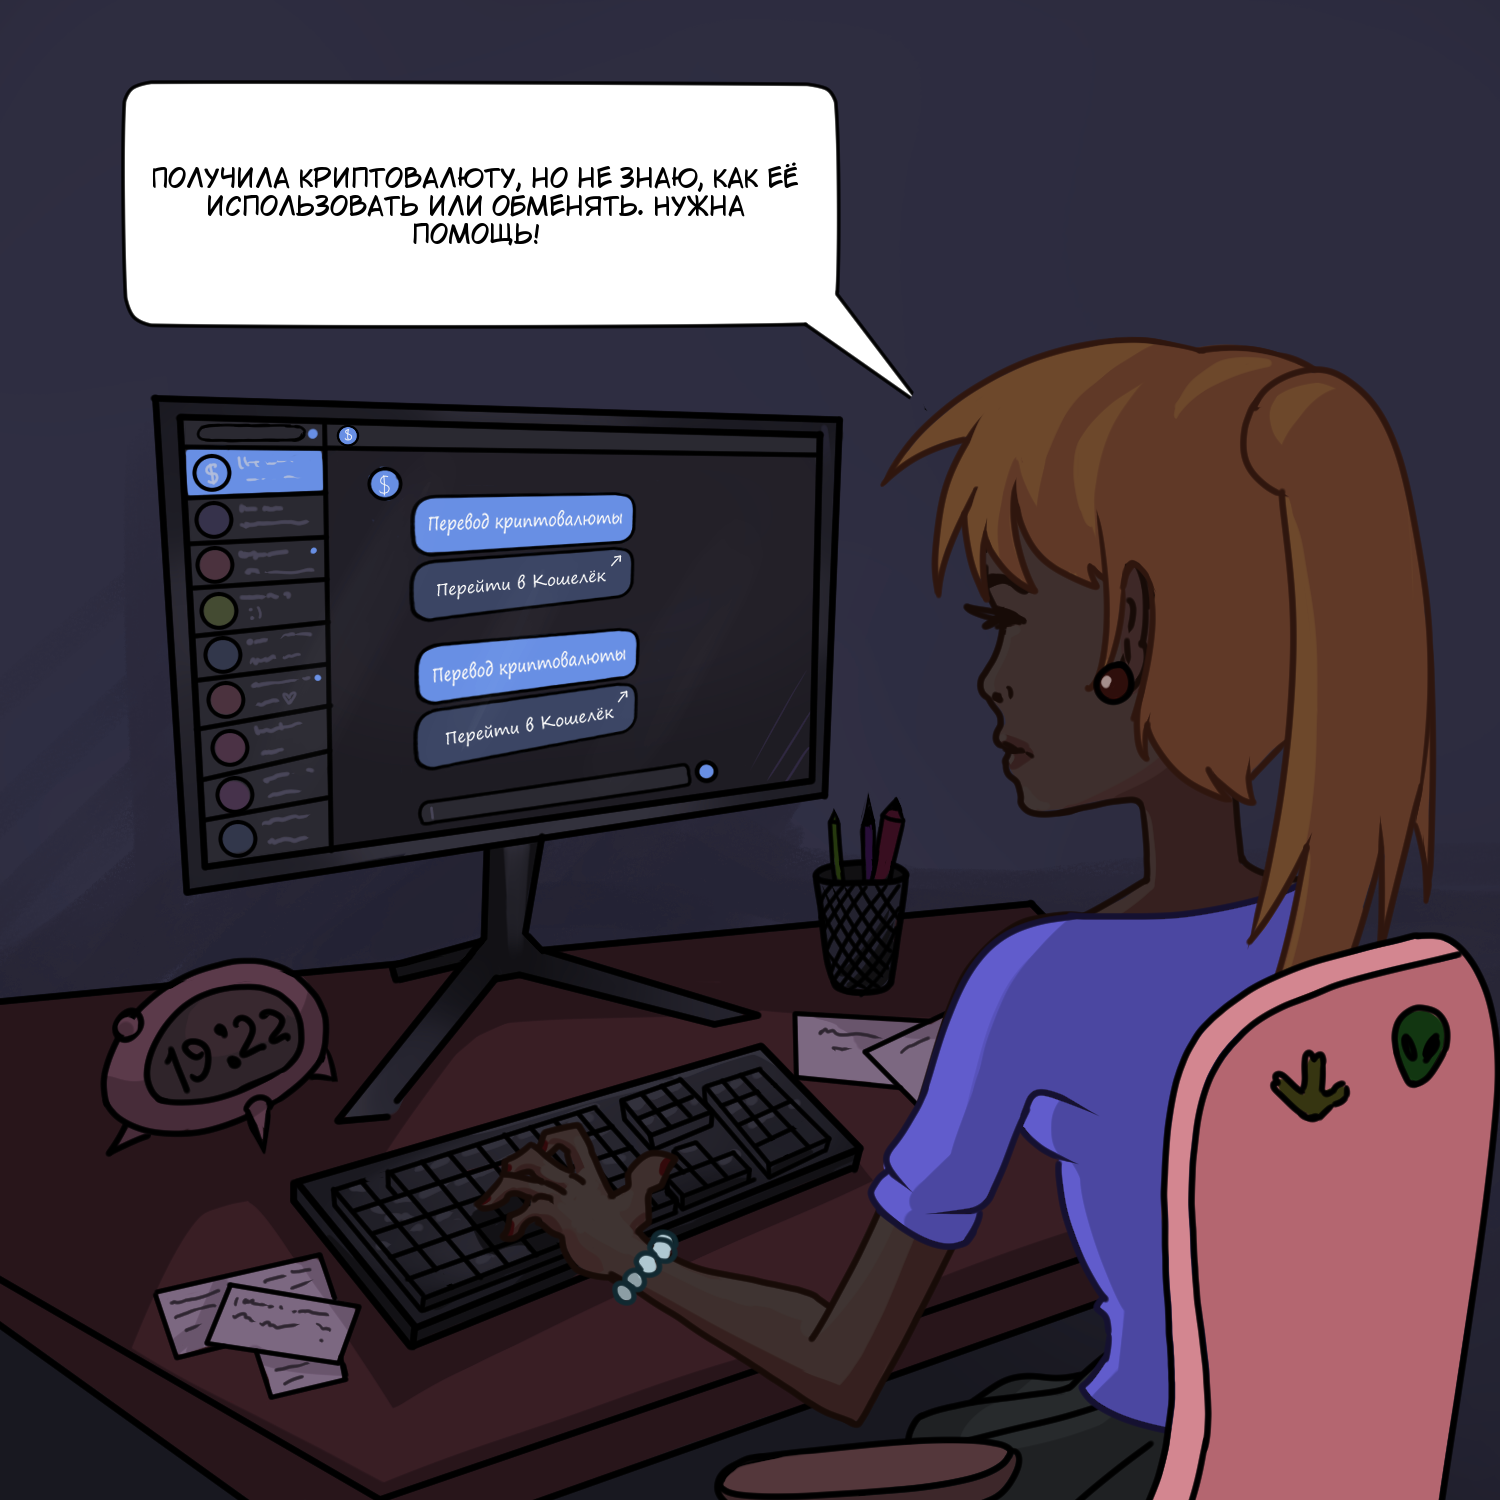 ПОЛУЧИЛА КРИПТОВАЛЮТУ, НО НЕ ЗНАЮ, КАК ЕЁ
ИСПОЛЬЗОВАТЬ ИЛИ ОБМЕНЯТЬ. НУЖНА
ПОМОЩЬ!
$
$
$
Перевод криптовалюты
Перейти в Кошелёк
:)
Перевод криптовалюты
Перейти в Кошелёк
19:22